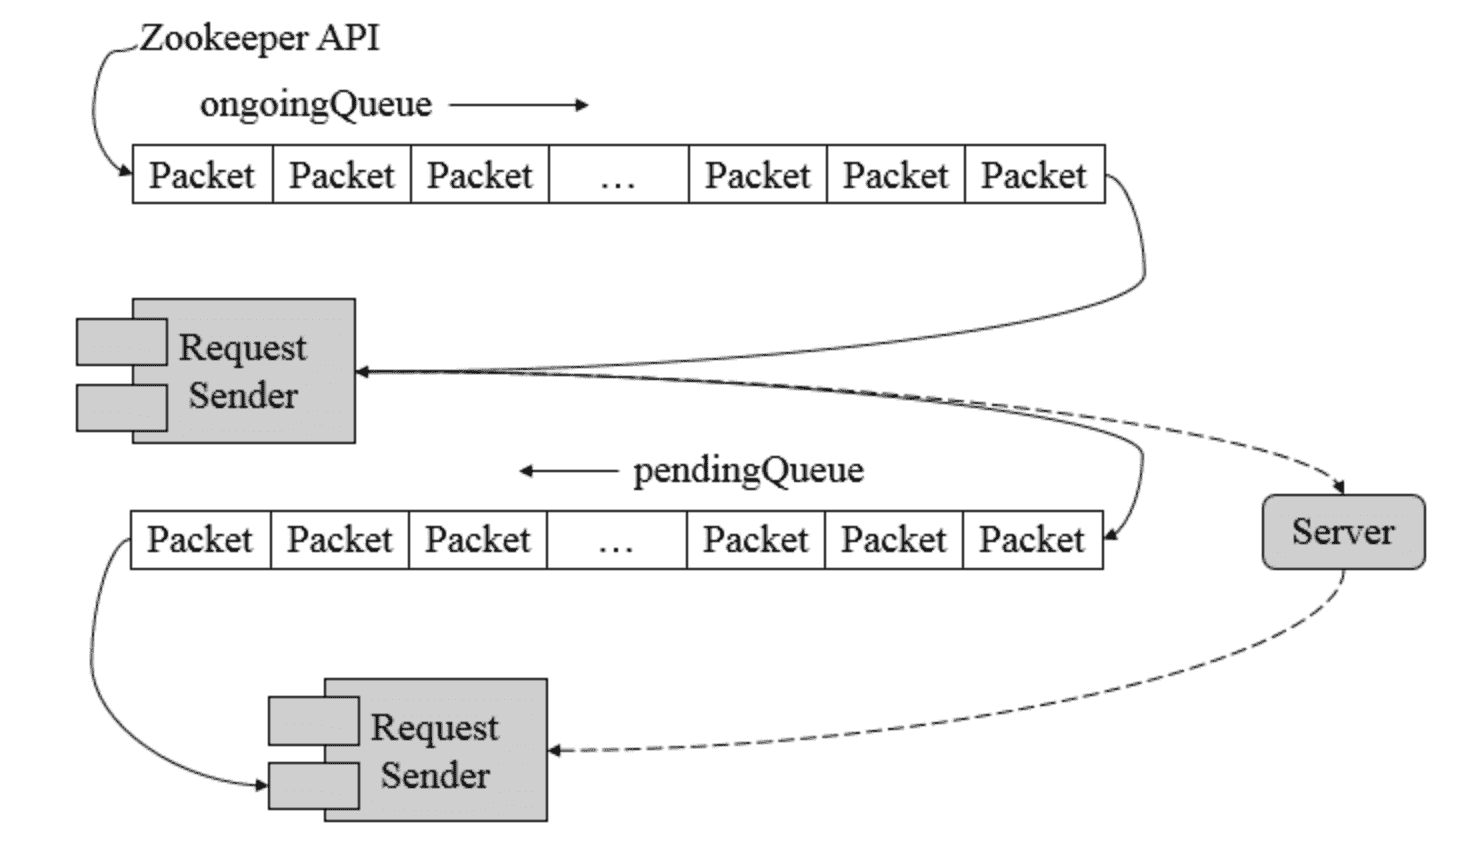 Zookeeper API
ongoingQueue
Packet Packet Packet ... Packet Packet Packet
Request
Sender
pendingQueue
Packet Packet Packet ... Packet Packet Packet
Server
Request
Sender